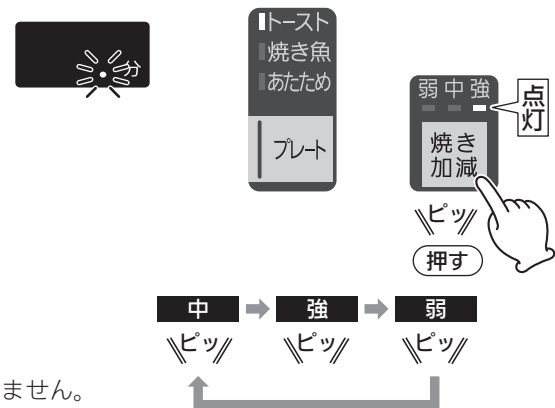 分
トースト
焼き魚
あたため
プレート
弱 中 強
点灯
焼き
加減
ピッ
押す
中 強 弱
ピッ ピッ ピッ
ません。